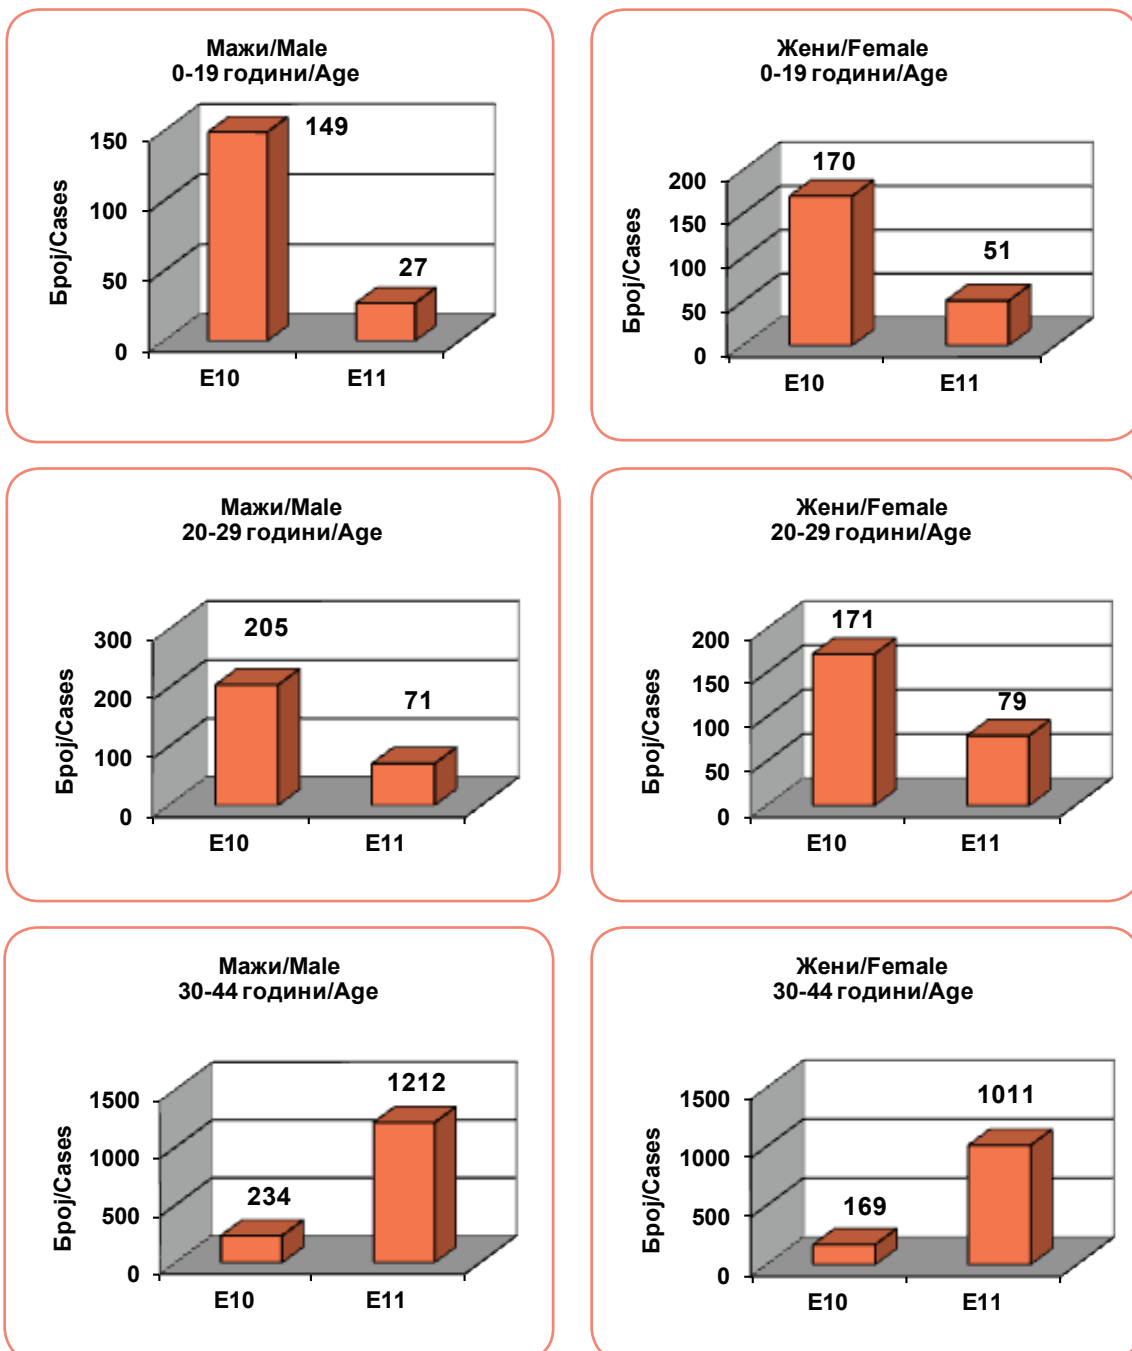 Мажи/Male
0-19 години/Age
149
27
150
100
50
0
Број/Cases
E10
E11
Жени/Female
0-19 години/Age
170
51
200
150
100
50
0
Број/Cases
E10
E11
Мажи/Male
20-29 години/Age
205
71
300
200
100
0
Број/Cases
E10
E11
Жени/Female
20-29 години/Age
171
79
200
150
100
50
0
Број/Cases
E10
E11
Мажи/Male
30-44 години/Age
1212
234
1500
1000
500
0
Број/Cases
E10
E11
Жени/Female
30-44 години/Age
1011
169
1500
1000
500
0
Број/Cases
E10
E11